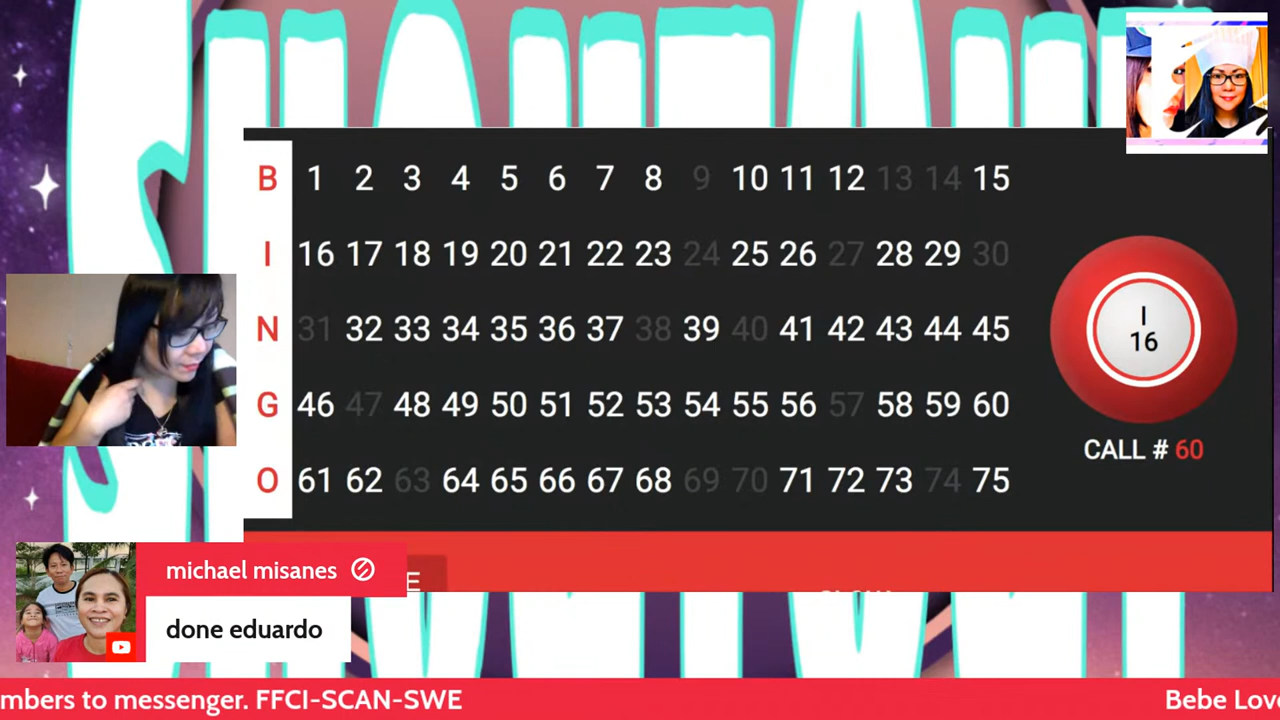 B 1 2 3 4 5 6 7 8 9 10 11 12 13 14 15
I 16 17 18 19 20 21 22 23 24 25 26 27 28 29 30
N 31 32 33 34 35 36 37 38 39 40 41 42 43 44 45
G 46 47 48 49 50 51 52 53 54 55 56 57 58 59 60
O 61 62 63 64 65 66 67 68 69 70 71 72 73 74 75
I
16
CALL # 60
michael misanes
done eduardo
mbers to messenger. FFCI-SCAN-SWE
Bebe Love